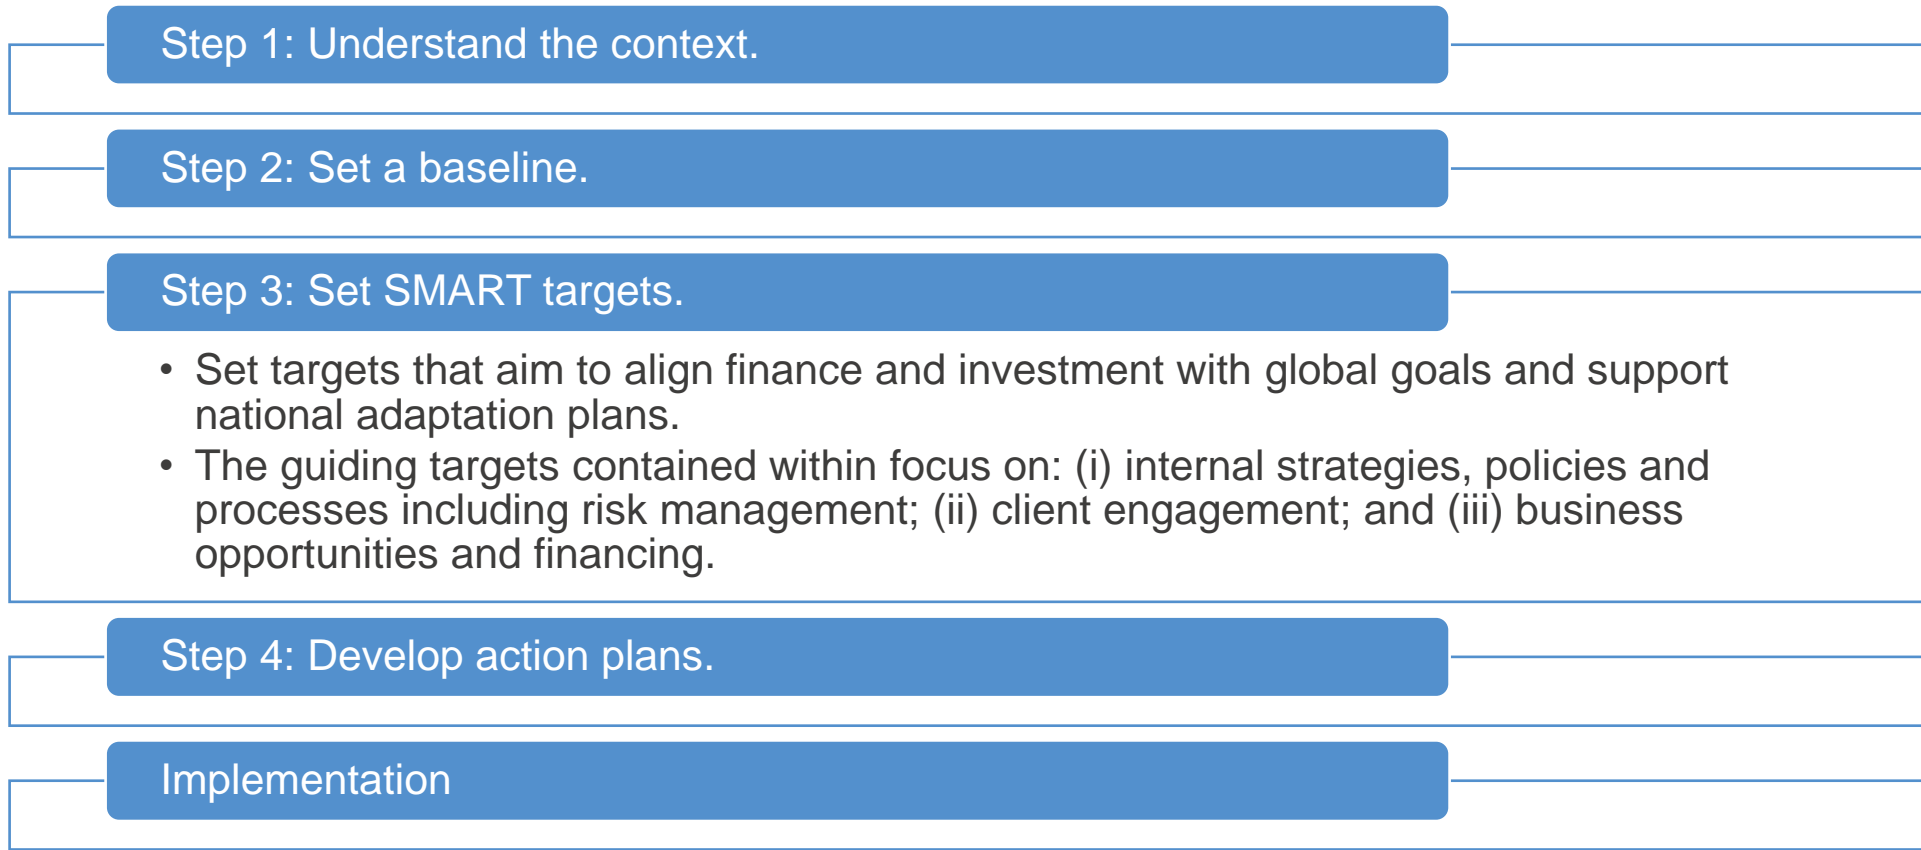 Step 1: Understand the context.
Step 2: Set a baseline.
Step 3: Set SMART targets.
• Set targets that aim to align finance and investment with global goals and support
national adaptation plans.
• The guiding targets contained within focus on: (i) internal strategies, policies and
processes including risk management; (ii) client engagement; and (iii) business
opportunities and financing.
Step 4: Develop action plans.
Implementation